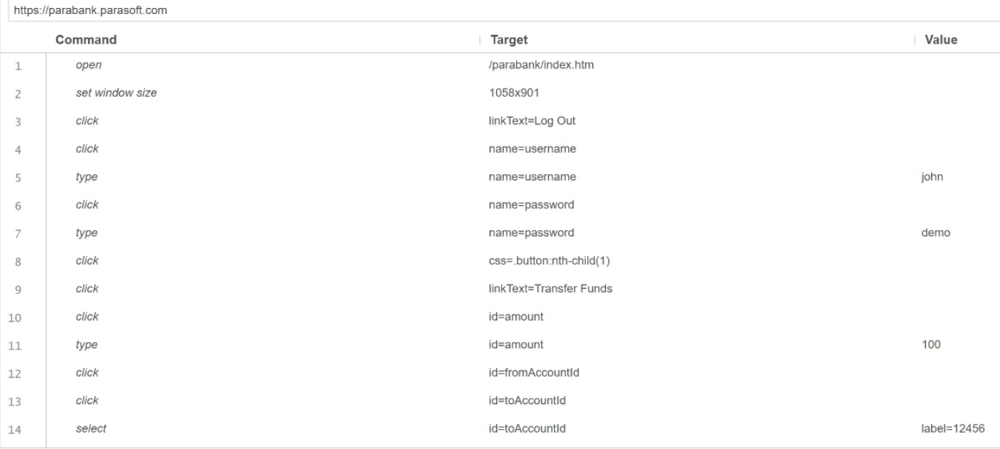 https://parabank.parasoft.com
Command Target Value
1 open /parabank/index.htm
2 set window size 1058x901
3 click linkText=Log Out
4 click name=username
5 type name=username john
6 click name=password
7 type name=password demo
8 click css=.button:nth-child(1)
9 click linkText=Transfer Funds
10 click id=amount
11 type id=amount 100
12 click id=fromAccountId
13 click id=toAccountId
14 select id=toAccountId label=12456